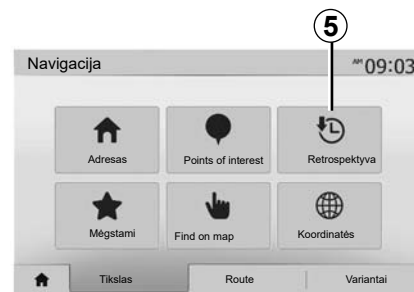 5
Navigacija AM 09:03
Adresas Points of interest Retrospektyva
Mėgstami Find on map Koordinatės
Tikslas Route Variantai